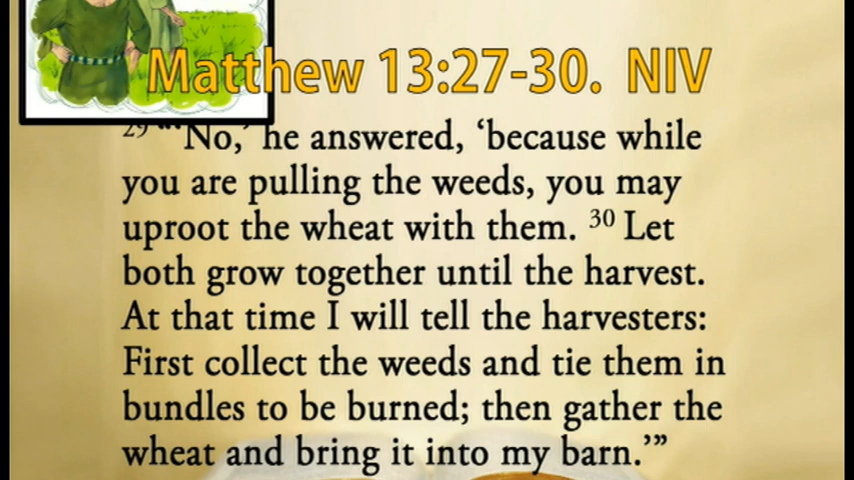 Matthew 13:27-30. NIV
29 "'No,' he answered, 'because while
you are pulling the weeds, you may
uproot the wheat with them. 30 Let
both grow together until the harvest.
At that time I will tell the harvesters:
First collect the weeds and tie them in
bundles to be burned; then gather the
wheat and bring it into my barn.'"